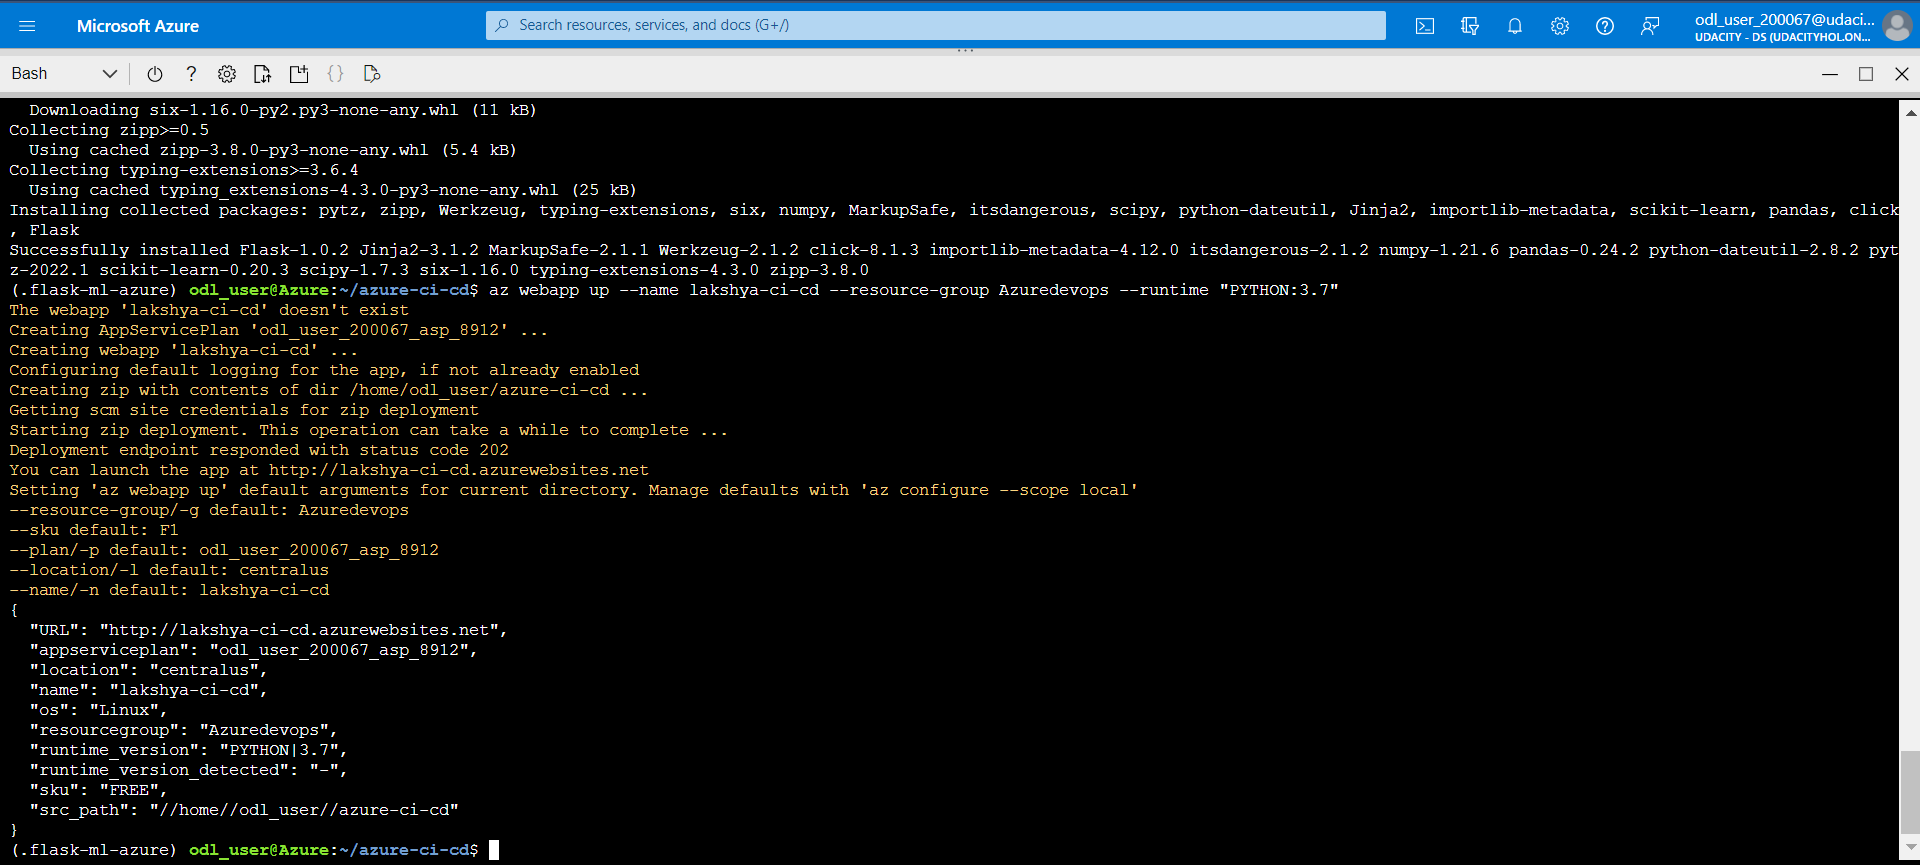 Microsoft Azure
Search resources, services, and docs (G+/)
odl_user_200067@udaci...
UDACITY - DS (UDACITYHOL.ON...
Bash
Downloading six-1.16.0-py2.py3-none-any.whl (11 kB)
Collecting zipp>=0.5
Using cached zipp-3.8.0-py3-none-any.whl (5.4 kB)
Collecting typing-extensions>=3.6.4
Using cached typing_extensions-4.3.0-py3-none-any.whl (25 kB)
Installing collected packages: pytz, zipp, Werkzeug, typing-extensions, six, numpy, MarkupSafe, itsdangerous, scipy, python-dateutil, Jinja2, importlib-metadata, scikit-learn, pandas, click
, Flask
Successfully installed Flask-1.0.2 Jinja2-3.1.2 MarkupSafe-2.1.1 Werkzeug-2.1.2 click-8.1.3 importlib-metadata-4.12.0 itsdangerous-2.1.2 numpy-1.21.6 pandas-0.24.2 python-dateutil-2.8.2 pyt
z-2022.1 scikit-learn-0.20.3 scipy-1.7.3 six-1.16.0 typing-extensions-4.3.0 zipp-3.8.0
(.flask-ml-azure) odl_user@Azure:~/azure-ci-cd$ az webapp up --name lakshya-ci-cd --resource-group Azuredevops --runtime "PYTHON:3.7"
The webapp 'lakshya-ci-cd' doesn't exist
Creating AppServicePlan 'odl_user_200067_asp_8912' ...
Creating webapp 'lakshya-ci-cd' ...
Configuring default logging for the app, if not already enabled
Creating zip with contents of dir /home/odl_user/azure-ci-cd ...
Getting scm site credentials for zip deployment
Starting zip deployment. This operation can take a while to complete ...
Deployment endpoint responded with status code 202
You can launch the app at http://lakshya-ci-cd.azurewebsites.net
Setting 'az webapp up' default arguments for current directory. Manage defaults with 'az configure --scope local'
--resource-group/-g default: Azuredevops
--sku default: F1
--plan/-p default: odl_user_200067_asp_8912
--location/-l default: centralus
--name/-n default: lakshya-ci-cd
{
"URL": "http://lakshya-ci-cd.azurewebsites.net",
"appserviceplan": "odl_user_200067_asp_8912",
"location": "centralus",
"name": "lakshya-ci-cd",
"os": "Linux",
"resourcegroup": "Azuredevops",
"runtime_version": "PYTHON|3.7",
"runtime_version_detected": "-",
"sku": "FREE",
"src_path": "//home//odl_user//azure-ci-cd"
}
(.flask-ml-azure) odl_user@Azure:~/azure-ci-cd$